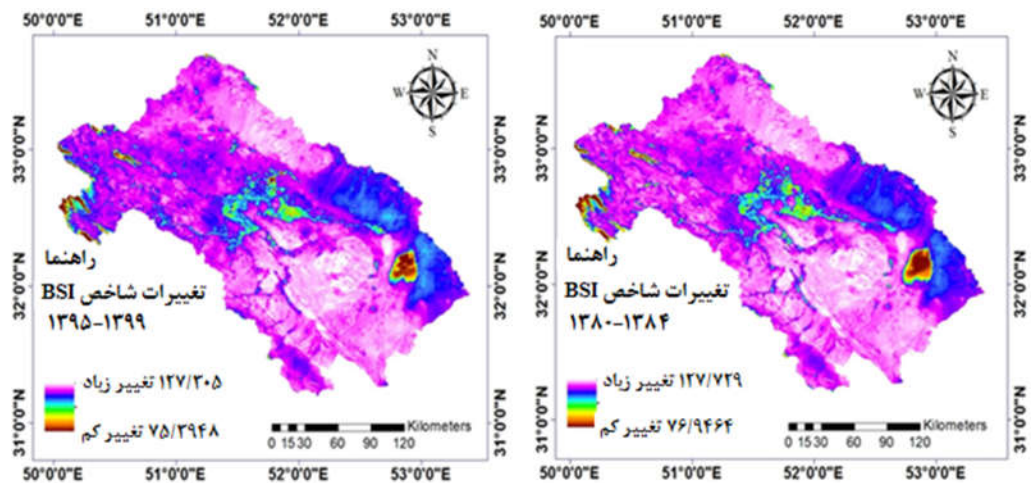 50°0'0"E 51°0'0"E 52°0'0"E 53°0'0"E
N
W E
S
33°0'0"N
32°0'0"N
31°0'0"N
33°0'0"N
32°0'0"N
31°0'0"N
راهنما
تغییرات شاخص BSI
۱۳۹۵-۱۳۹۹
۱۲۷/۳۰۵ تغییر زیاد
۷۵/۳۹۴۸ تغییر کم
Kilometers
0 15 30 60 90 120
50°0'0"E 51°0'0"E 52°0'0"E 53°0'0"E
50°0'0"E 51°0'0"E 52°0'0"E 53°0'0"E
N
W E
S
33°0'0"N
32°0'0"N
31°0'0"N
راهنما
تغییرات شاخص BSI
۱۳۸۰-۱۳۸۴
۱۲۷/۷۲۹ تغییر زیاد
۷۶/۹۴۶۴ تغییر کم
Kilometers
0 15 30 60 90 120
50°0'0"E 51°0'0"E 52°0'0"E 53°0'0"E
33°0'0"N
32°0'0"N
31°0'0"N